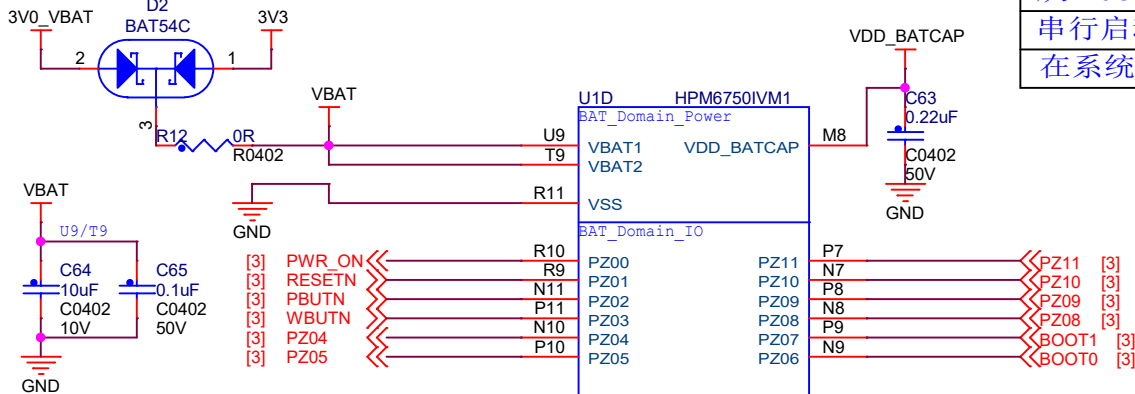 D2
BAT54C
3V0_VBAT
3V3
2
1
3
R12
0R
R0402
VBAT
U1D
HPM6750IVM1
BAT_Domain_Power
U9
VBAT1
T9
VBAT2
R11
VSS
VDD_BATCAP
M8
VDD_BATCAP
C63
0.22uF
C0402
50V
GND
GND
VBAT
U9/T9
C64
10uF
C0402
10V
C65
0.1uF
C0402
50V
GND
BAT_Domain_IO
[3] PWR_ON R10 PZ00
[3] RESETN R9 PZ01
[3] PBUTN N11 PZ02
[3] WBUTN P11 PZ03
[3] PZ04 N10 PZ04
[3] PZ05 P10 PZ05
PZ11 P7 PZ11 [3]
PZ10 N7 PZ10 [3]
PZ09 P8 PZ09 [3]
PZ08 N8 PZ08 [3]
PZ07 P9 BOOT1 [3]
PZ06 N9 BOOT0 [3]
串行启
在系统